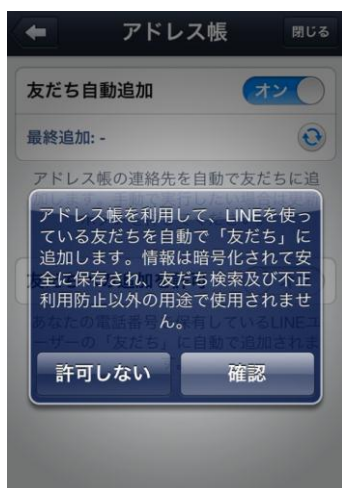 アドレス帳
閉じる
友だち自動追加
オン
最終追加: -
アドレス帳の連絡先を自動で友だちに追
アドレス帳を利用して、LINEを使っ
ている友だちを自動で「友だち」に
追加します。情報は暗号化されて安
全に保存され、友だち検索及び不正
利用防止以外の用途で使用されませ
ん。
あなたの電話番号を保有しているLINEユ
ーザーの「友だち」に自動で追加されま
許可しない
確認